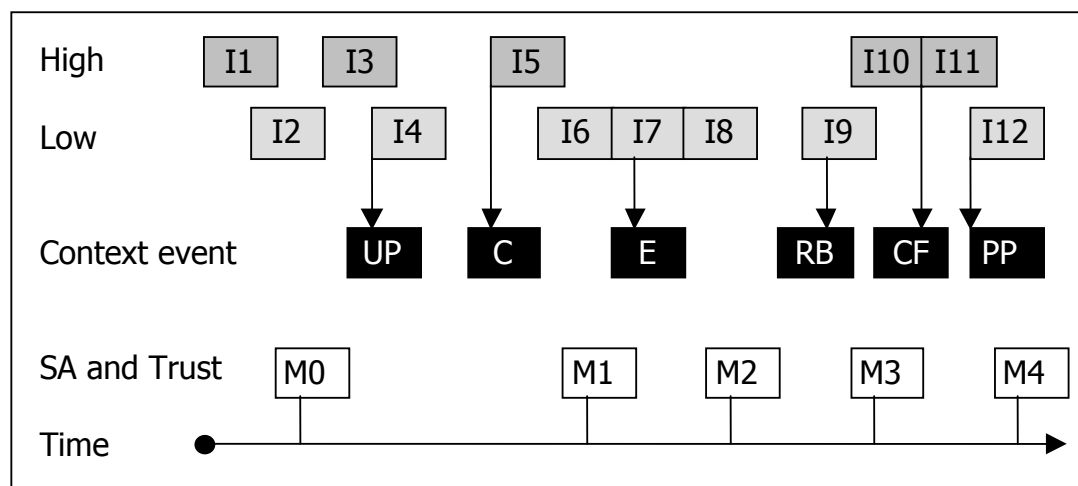 High I1 I3 I5 I10 I11
Low I2 I4 I6 I7 I8 I9 I12
Context event UP C E RB CF PP
SA and Trust M0 M1 M2 M3 M4
Time